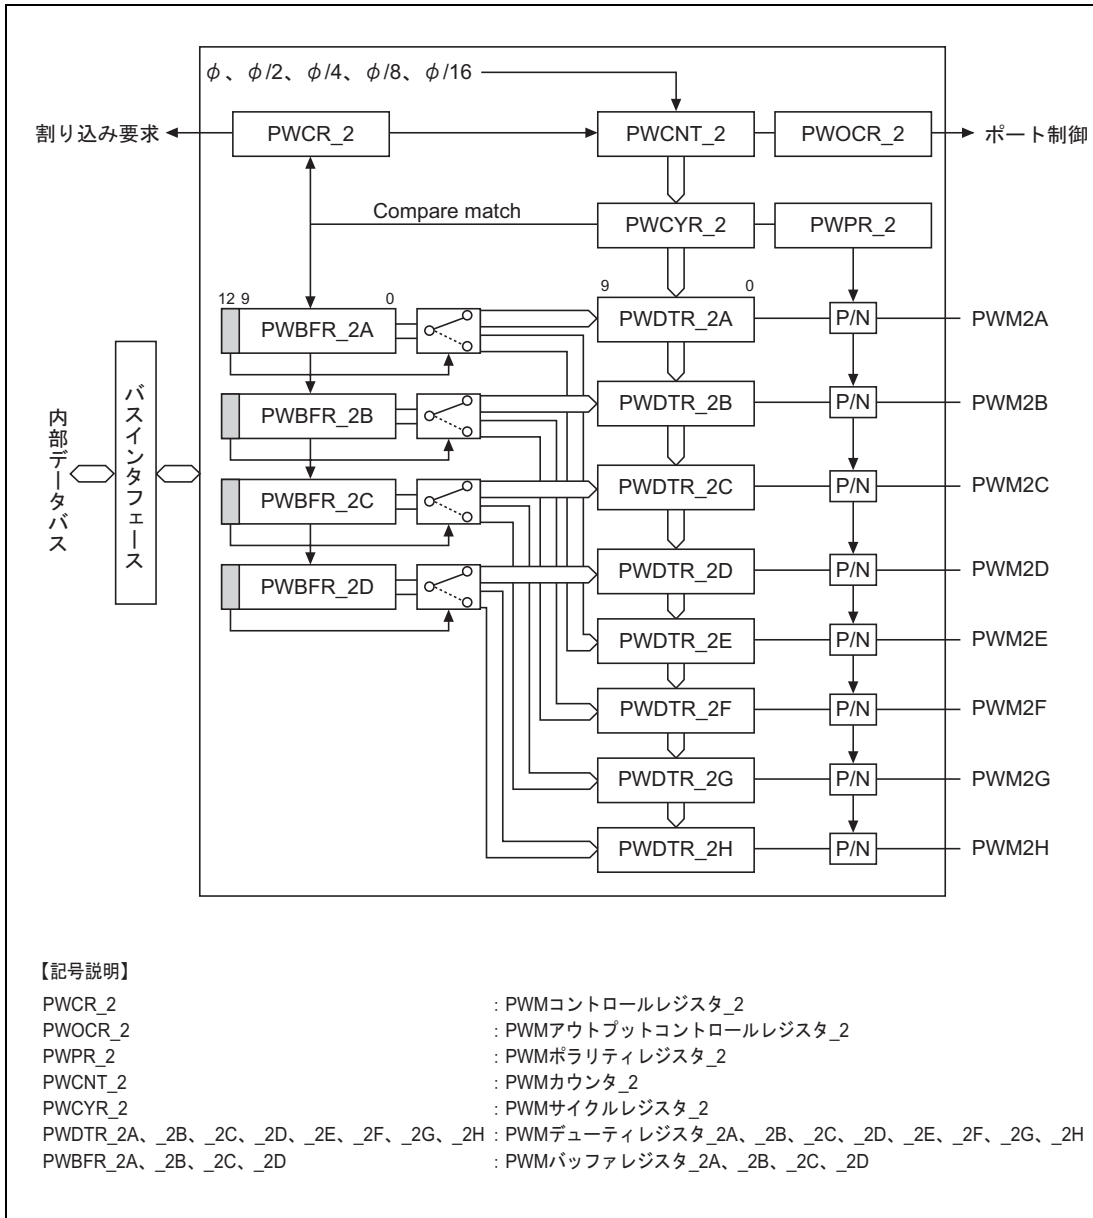 φ、φ/2、φ/4、φ/8、φ/16
割り込み要求
PWCR_2
PWCNT_2
PWOCR_2
ポート制御
Compare match
PWCYR_2
PWPR_2
12 9 0
9 0
PWBFR_2A
PWDTR_2A
P/N
PWM2A
PWBFR_2B
PWDTR_2B
P/N
PWM2B
PWBFR_2C
PWDTR_2C
P/N
PWM2C
PWBFR_2D
PWDTR_2D
P/N
PWM2D
内部データバス
バスインタフェース
PWDTR_2E
P/N
PWM2E
PWDTR_2F
P/N
PWM2F
PWDTR_2G
P/N
PWM2G
PWDTR_2H
P/N
PWM2H
【記号説明】
PWCR_2 : PWMコントロールレジスタ_2
PWOCR_2 : PWMアウトプットコントロールレジスタ_2
PWPR_2 : PWMポラリティレジスタ_2
PWCNT_2 : PWMカウンタ_2
PWCYR_2 : PWMサイクルレジスタ_2
PWDTR_2A、_2B、_2C、_2D、_2E、_2F、_2G、_2H : PWMデューティレジスタ_2A、_2B、_2C、_2D、_2E、_2F、_2G、_2H
PWBFR_2A、_2B、_2C、_2D : PWMバッファレジスタ_2A、_2B、_2C、_2D